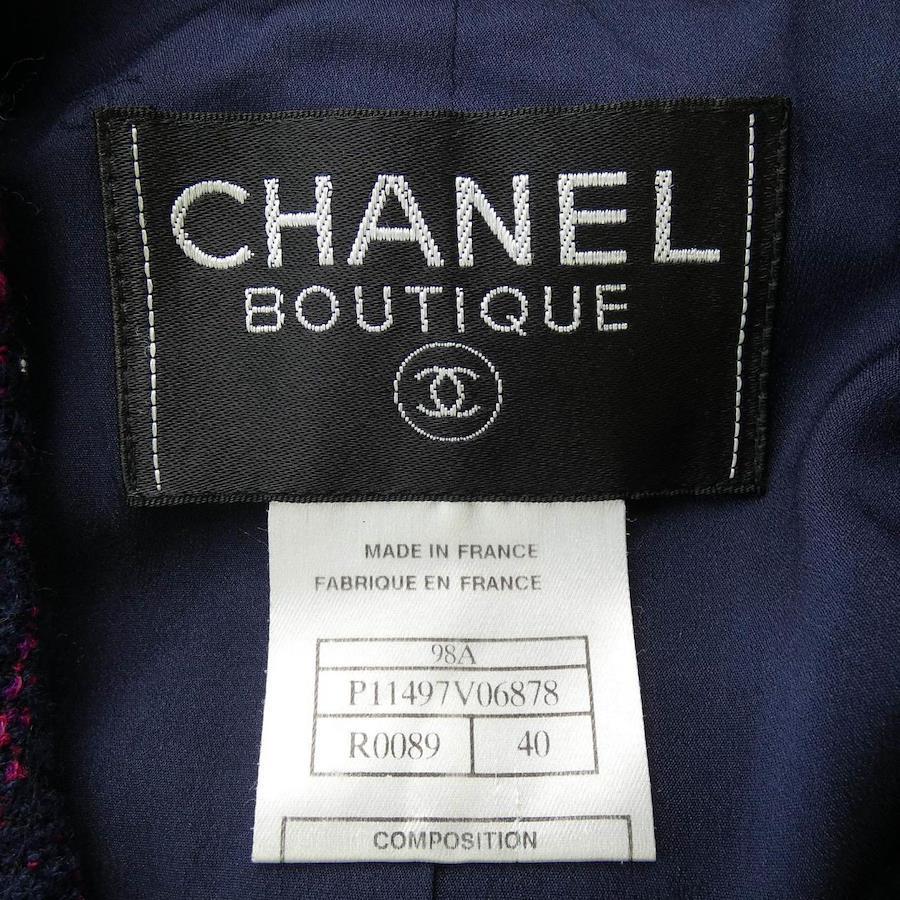 CHANEL
BOUTIQUE
MADE IN FRANCE
FABRIQUE EN FRANCE
98A
P11497V06878
R0089 40
COMPOSITION